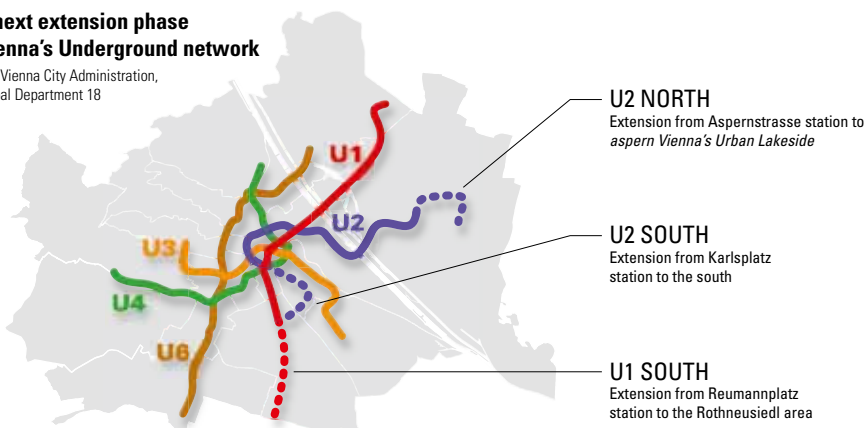 next extension phase
enna's Underground network
Vienna City Administration,
al Department 18
U1
U2
U3
U4
U6
U2 NORTH
Extension from Aspernstrasse station to
aspern Vienna's Urban Lakeside
U2 SOUTH
Extension from Karlsplatz
station to the south
U1 SOUTH
Extension from Reumannplatz
station to the Rothneusiedl area